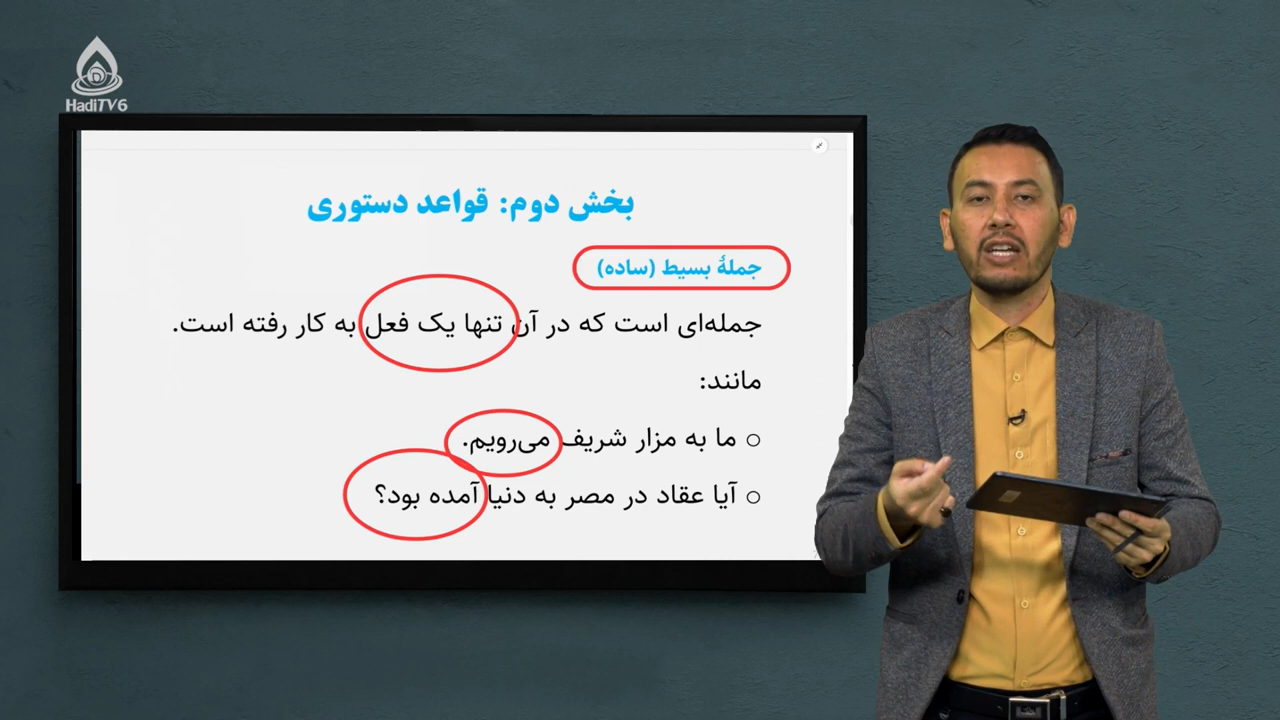 HadiTV6
بخش دوم: قواعد دستوری
جملهٔ بسیط (ساده)
جمله‌ای است که در آن تنها یک فعل به کار رفته است.
مانند:
○ ما به مزار شریف می‌رویم.
○ آیا عقاد در مصر به دنیا آمده بود؟